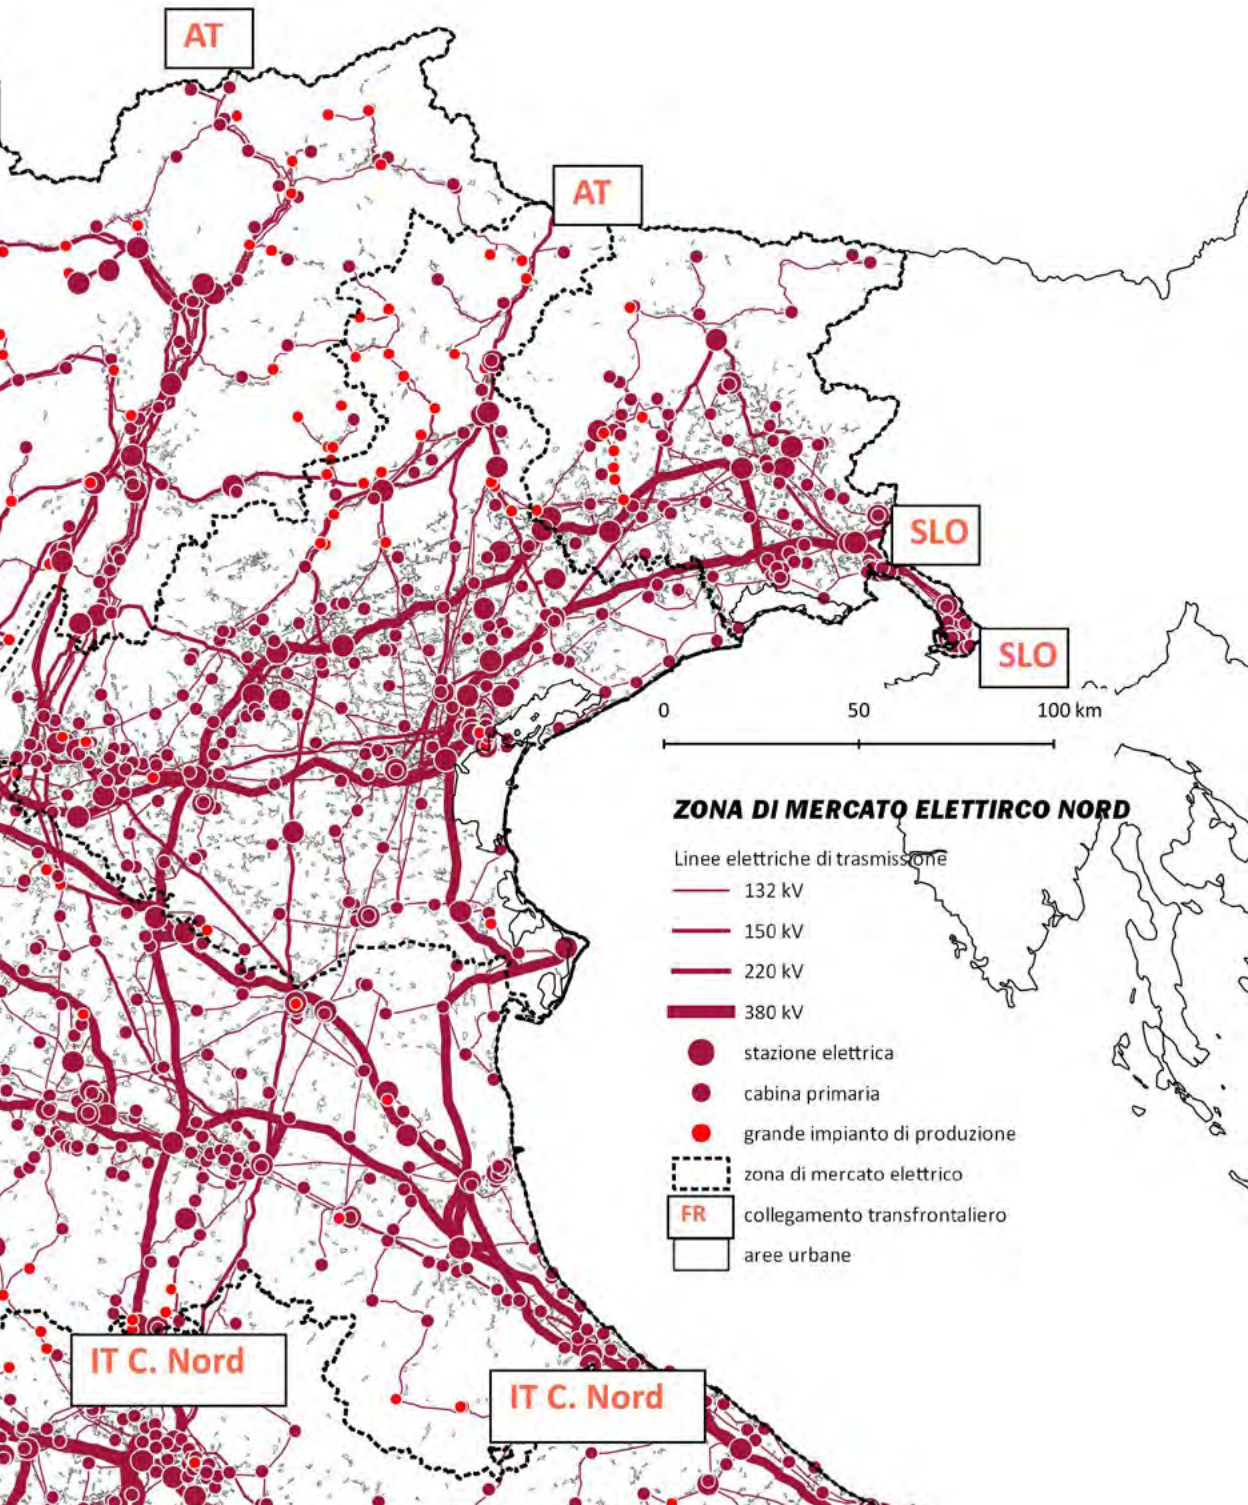 AT
AT
SLO
SLO
0 50 100 km
ZONA DI MERCATO ELETTIRCO NORD
Linee elettriche di trasmissione
132 kV
150 kV
220 kV
380 kV
stazione elettrica
cabina primaria
grande impianto di produzione
zona di mercato elettrico
FR collegamento transfrontaliero
aree urbane
IT C. Nord
IT C. Nord